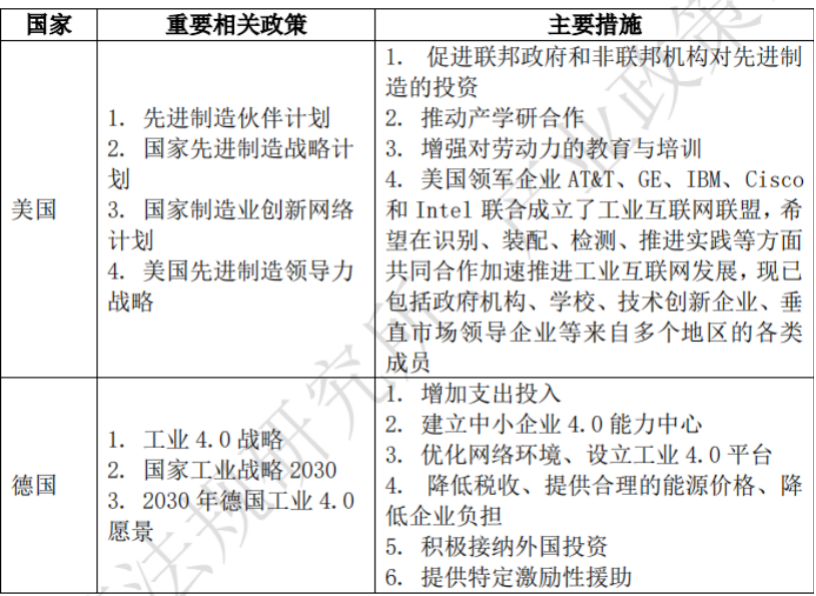 国家 重要相关政策 主要措施
美国
1. 先进制造伙伴计划
2. 国家先进制造战略计
划
3. 国家制造业创新网络
计划
4. 美国先进制造领导力
战略
1. 促进联邦政府和非联邦机构对先进制
造的投资
2. 推动产学研合作
3. 增强对劳动力的教育与培训
4. 美国领军企业 AT&T、GE、IBM、Cisco
和 Intel 联合成立了工业互联网联盟,希
望在识别、装配、检测、推进实践等方面
共同合作加速推进工业互联网发展,现已
包括政府机构、学校、技术创新企业、垂
直市场领导企业等来自多个地区的各类
成员
德国
1. 工业 4.0 战略
2. 国家工业战略 2030
3. 2030 年德国工业 4.0
愿景
1. 增加支出投入
2. 建立中小企业 4.0 能力中心
3. 优化网络环境、设立工业 4.0 平台
4. 降低税收、提供合理的能源价格、降
低企业负担
5. 积极接纳外国投资
6. 提供特定激励性援助
法规研究所
产业政策